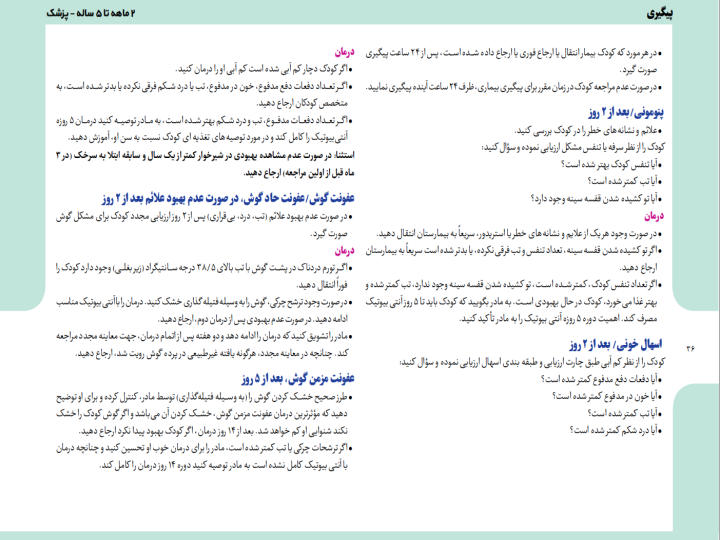 پیگیری
۲ ماهه تا ۵ ساله - پزشک
• در هر مورد که کودک بیمار انتقال یا ارجاع فوری یا ارجاع داده شده است، پس از ۲۴ ساعت پیگیری
صورت گیرد.
• در صورت عدم مراجعه کودک در زمان مقرر برای پیگیری بیماری، ظرف ۲۴ ساعت آینده پیگیری نمایید.
پنومونی/ بعد از ۲ روز
• علائم و نشانه های خطر را در کودک بررسی کنید.
کودک را از نظر سرفه یا تنفس مشکل ارزیابی نموده و سؤال کنید:
• آیا تنفس کودک بهتر شده است؟
• آیا تب کمتر شده است؟
• آیا تو کشیده شدن قفسه سینه وجود دارد؟
درمان
• در صورت وجود هر یک از علایم و نشانه های خطر یا استریدور، سریعاً به بیمارستان انتقال دهید.
• اگر تو کشیده شدن قفسه سینه، تعداد تنفس و تب فرقی نکرده، یا بدتر شده است سریعاً به بیمارستان
ارجاع دهید.
• اگر تعداد تنفس کودک، کمتر شده است، تو کشیده شدن قفسه سینه وجود ندارد، تب کمتر شده و
بهتر غذا می‌خورد، کودک در حال بهبودی است. به مادر بگویید که کودک باید تا ۵ روز آنتی بیوتیک
مصرف کند. اهمیت دوره ۵ روزه آنتی بیوتیک را به مادر تأکید کنید.
اسهال خونی/ بعد از ۲ روز
کودک را از نظر کم آبی طبق چارت ارزیابی و طبقه بندی اسهال ارزیابی نموده و سؤال کنید:
• آیا دفعات دفع مدفوع کمتر شده است؟
• آیا خون در مدفوع کمتر شده است؟
• آیا تب کمتر شده است؟
• آیا درد شکم کمتر شده است؟
درمان
• اگر کودک دچار کم آبی شده است کم آبی او را درمان کنید.
• اگر تعداد دفعات دفع مدفوع، خون در مدفوع، تب یا درد شکم فرقی نکرده یا بدتر شده است، به
متخصص کودکان ارجاع دهید.
• اگر تعداد دفعات مدفوع، تب و درد شکم بهتر شده است، به مادر توصیه کنید درمان ۵ روزه
آنتی‌بیوتیک را کامل کند و در مورد توصیه‌های تغذیه ای کودک نسبت به سن او، آموزش دهید.
استثنا: در صورت عدم مشاهده بهبودی در شیرخوار کمتر از یک سال و سابقه ابتلا به سرخک (در ۳
ماه قبل از اولین مراجعه) ارجاع دهید.
عفونت گوش/ عفونت حاد گوش، در صورت عدم بهبود علائم بعد از ۲ روز
• در صورت عدم بهبود علائم (تب، درد، بی‌قراری) پس از ۲ روز ارزیابی مجدد کودک برای مشکل گوش
صورت گیرد.
درمان
• اگر تورم دردناک در پشت گوش با تب بالای ۳۸/۵ درجه سانتیگراد (زیر بغلی) وجود دارد کودک را
فوراً انتقال دهید.
• در صورت وجود ترشح چرکی، گوش را به وسیله فتیله گذاری خشک کنید. درمان را با آنتی بیوتیک مناسب
ادامه دهید. در صورت عدم بهبودی پس از درمان دوم، ارجاع دهید.
• مادر را تشویق کنید که درمان را ادامه دهد و دو هفته پس از اتمام درمان، جهت معاینه مجدد مراجعه
کند. چنانچه در معاینه مجدد، هرگونه یافته غیرطبیعی در پرده گوش رویت شد، ارجاع دهید.
عفونت مزمن گوش، بعد از ۵ روز
• طرز صحیح خشک کردن گوش را (به وسیله فتیله‌گذاری) توسط مادر، کنترل کرده و برای او توضیح
دهید که مؤثرترین درمان عفونت مزمن گوش، خشک کردن آن می‌باشد و اگر گوش کودک را خشک
نکند شنوایی او کم خواهد شد. بعد از ۱۴ روز درمان، اگر کودک بهبود پیدا نکرد ارجاع دهید.
• اگر ترشحات چرکی یا تب کمتر شده است، مادر را برای درمان خوب او تحسین کنید و چنانچه درمان
با آنتی بیوتیک کامل نشده است به مادر توصیه کنید دوره ۱۴ روز درمان را کامل کند.
۳۶